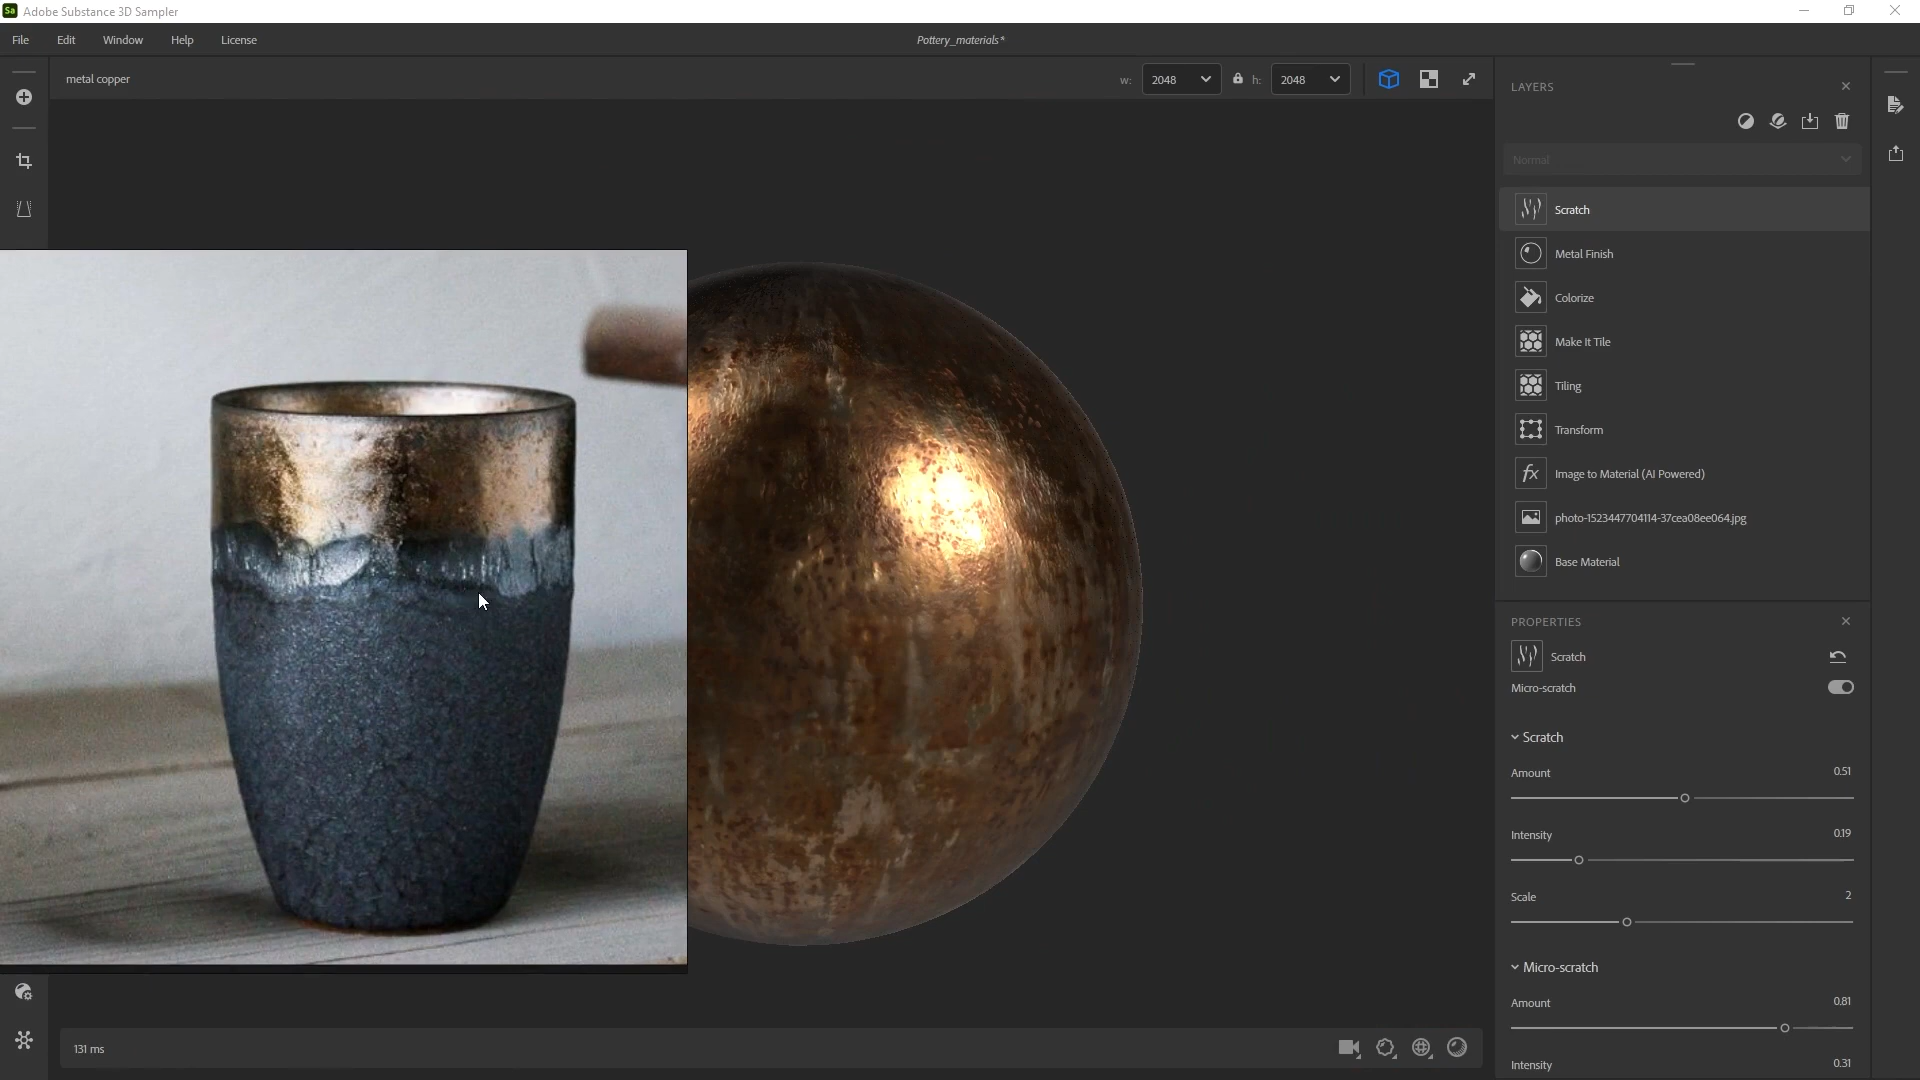 Sa Adobe Substance 3D Sampler
File Edit Window Help License Pottery_materials*
metal copper w: 2048 h: 2048
LAYERS
Normal
Scratch
Metal Finish
Colorize
Make It Tile
Tiling
Transform
fx Image to Material (AI Powered)
photo-1523447704114-37cea08ee064.jpg
Base Material
PROPERTIES
Scratch
Micro-scratch
Scratch
Amount 0.51
Intensity 0.19
Scale 2
Micro-scratch
Amount 0.81
Intensity 0.31
131 ms